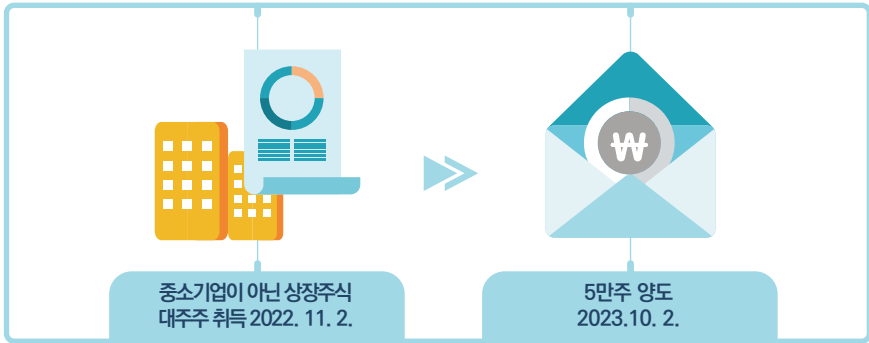 ₩
중소기업이 아닌 상장주식
대주주 취득 2022. 11. 2.
5만주 양도
2023.10. 2.